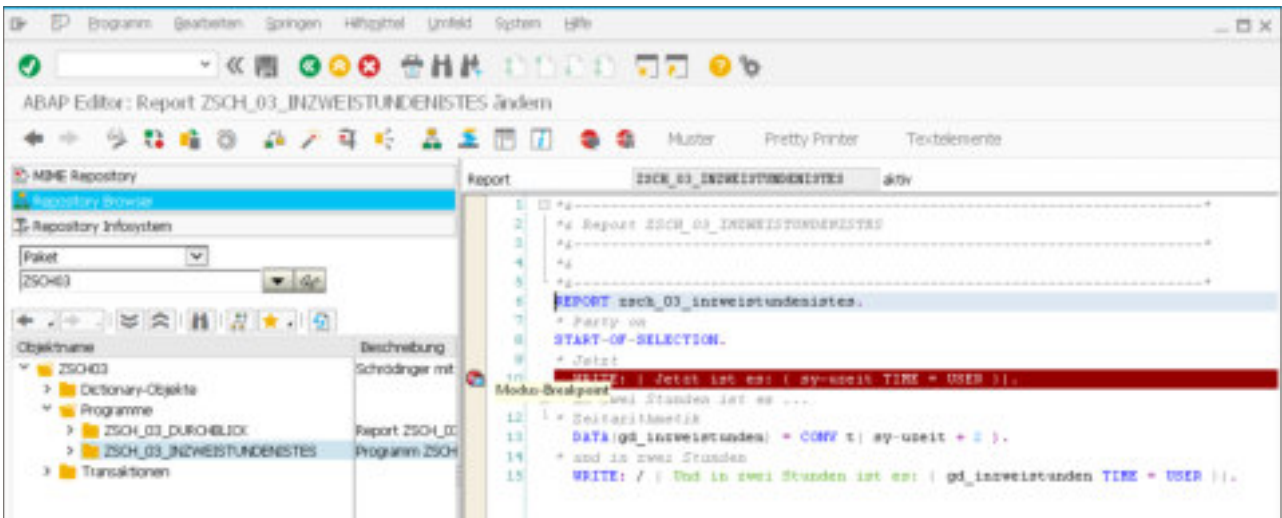 Programm Bearbeiten Springen Hilfsmittel Umfeld System Hilfe
ABAP Editor: Report ZSCH_03_INZWEISTUNDENISTES ändern
Muster Pretty Printer Textelemente
MIME Repository
Repository Browser
Repository Infosystem
Paket
ZSCH03
Objektname Beschreibung
ZSCH03 Schrödinger mit
Dictionary-Objekte
Programme
ZSCH_03_DURCHBLICK Report ZSCH_03
ZSCH_03_INZWEISTUNDENISTES Programm ZSCH
Transaktionen
Report ZSCH_03_INZWEISTUNDENISTES aktiv
1 *&---------------------------------------------------------------------*
2 *& Report ZSCH_03_INZWEISTUNDENISTES
3 *&---------------------------------------------------------------------*
4 *&
5 *&---------------------------------------------------------------------*
6 REPORT zsch_03_inzweistundenistes.
7 * Party on
8 START-OF-SELECTION.
9 * Jetzt
10 WRITE: | Jetzt ist es: { sy-uzeit TIME = USER }|.
Modus-Breakpoint
zwei Stunden ist es ...
12 * Zeitarithmetik
13 DATA(gd_inzweistunden) = CONV t( sy-uzeit + 2 ).
14 * und in zwei Stunden
15 WRITE: / | Und in zwei Stunden ist es: { gd_inzweistunden TIME = USER }|.